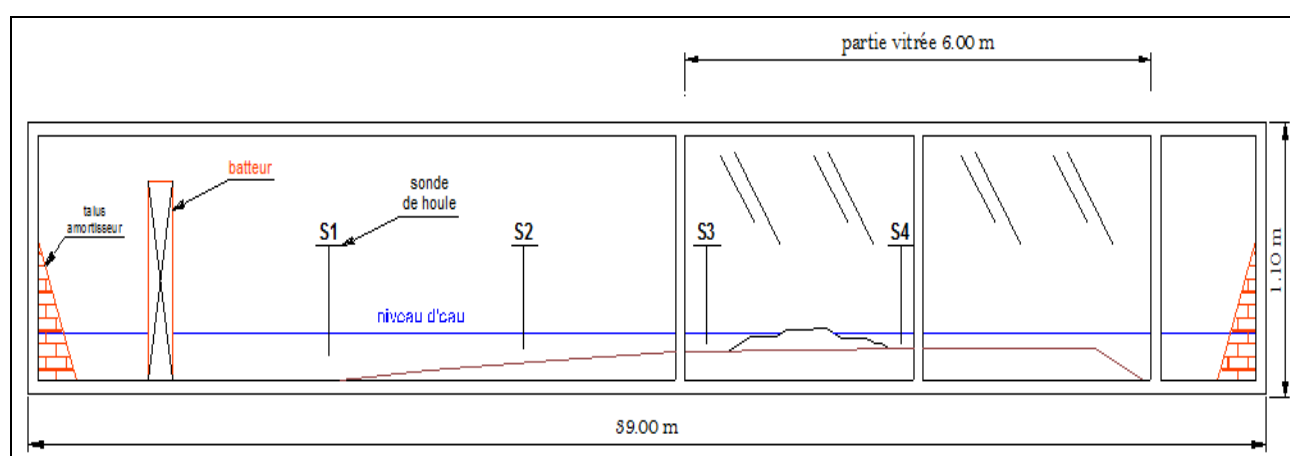 partie vitrée 6.00 m
batteur
sonde
de houle
talus
amortisseur
S1
S2
S3
S4
niveau d'eau
1.10 m
39.00 m